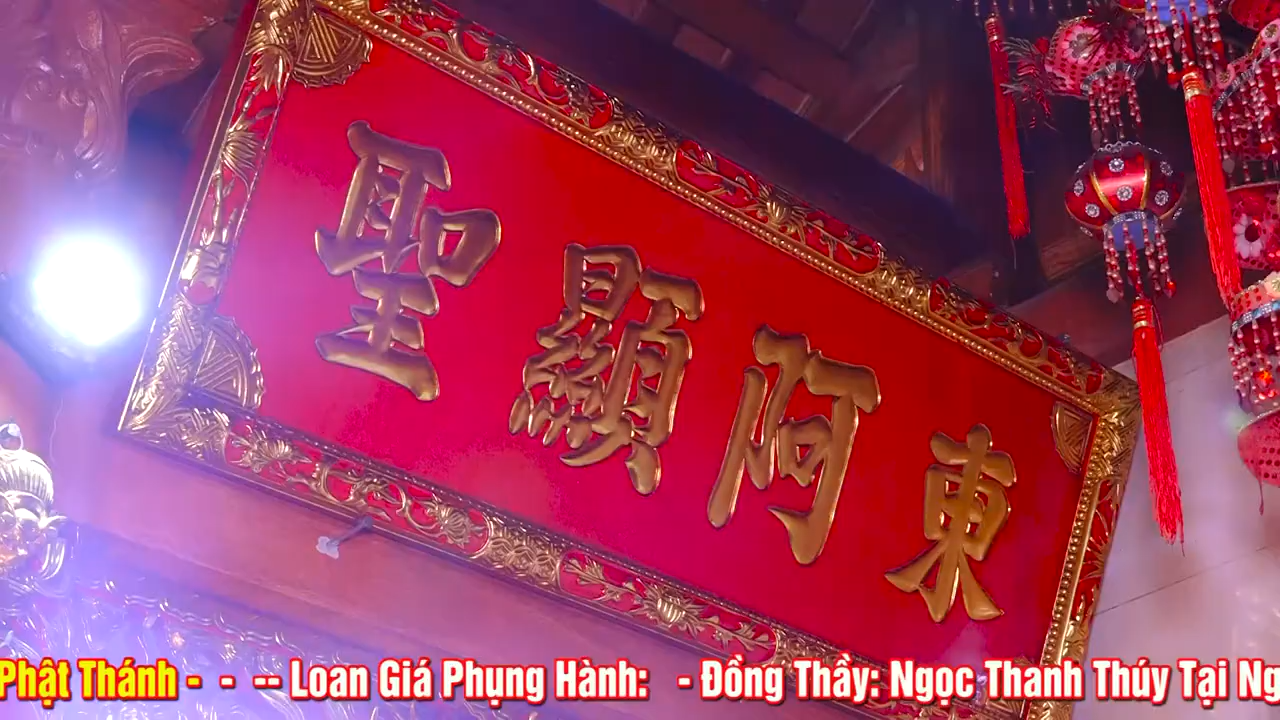 東阿顯聖
Phật Thánh - - -- Loan Giá Phụng Hành: - Đồng Thầy: Ngọc Thanh Thúy Tại